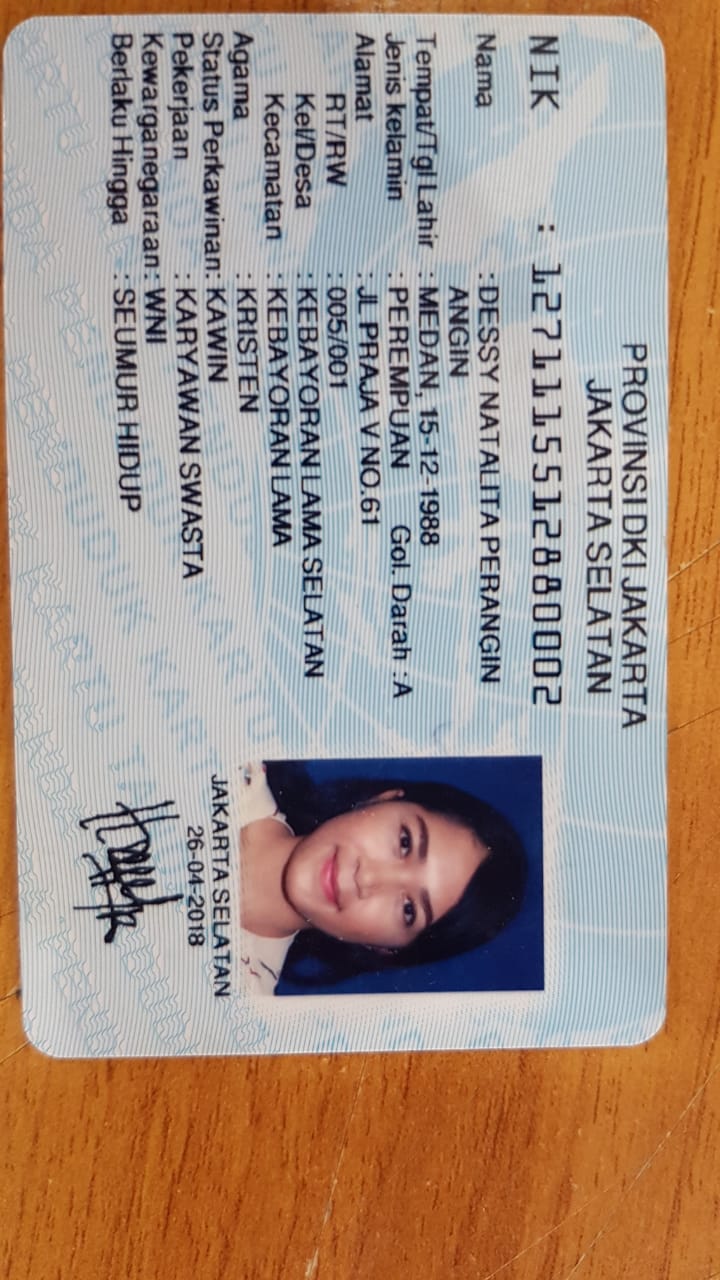 PROVINSI DKI JAKARTA
JAKARTA SELATAN
NIK : 1271115512880002
Nama : DESSY NATALITA PERANGIN
ANGIN
Tempat/Tgl Lahir : MEDAN, 15-12-1988
Jenis kelamin : PEREMPUAN Gol. Darah : A
Alamat : JL PRAJA V NO.61
RT/RW : 005/001
Kel/Desa : KEBAYORAN LAMA SELATAN
Kecamatan : KEBAYORAN LAMA
Agama : KRISTEN
Status Perkawinan: KAWIN
Pekerjaan : KARYAWAN SWASTA
Kewarganegaraan: WNI
Berlaku Hingga : SEUMUR HIDUP
JAKARTA SELATAN
26-04-2018